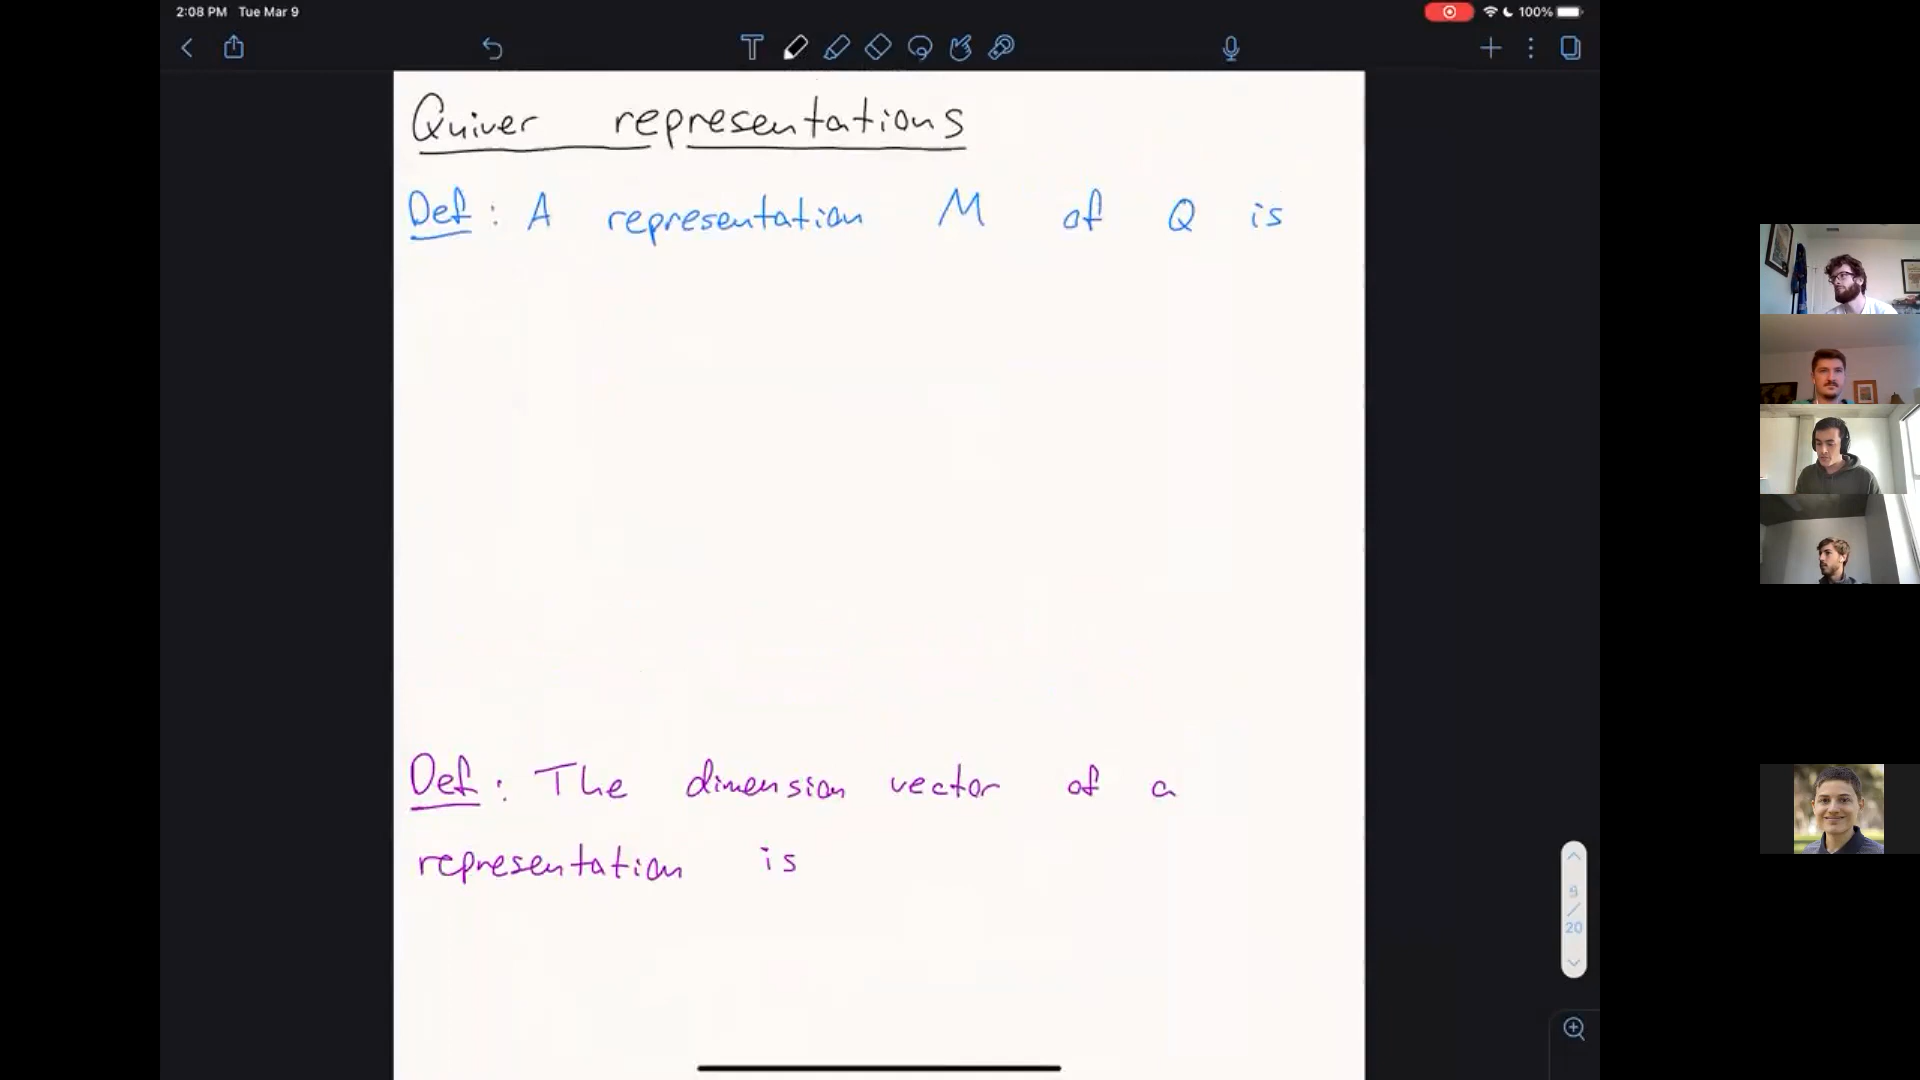 2:08 PM Tue Mar 9
100%
Quiver representations
Def: A representation M of Q is
Def: The dimension vector of a
representation is
9
/
20